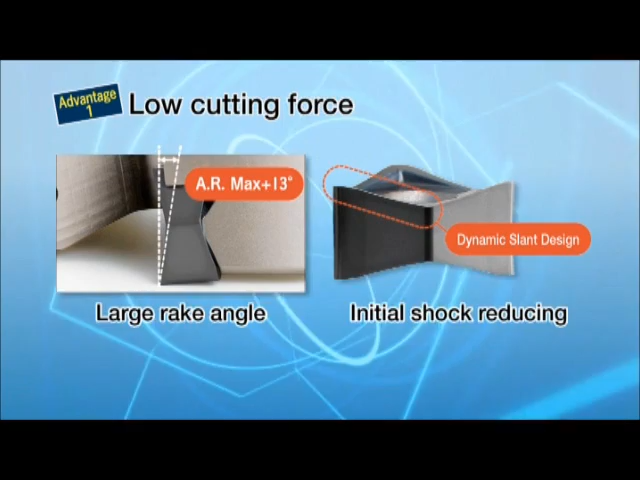 Advantage
1
Low cutting force
A.R. Max+13°
Dynamic Slant Design
Large rake angle
Initial shock reducing